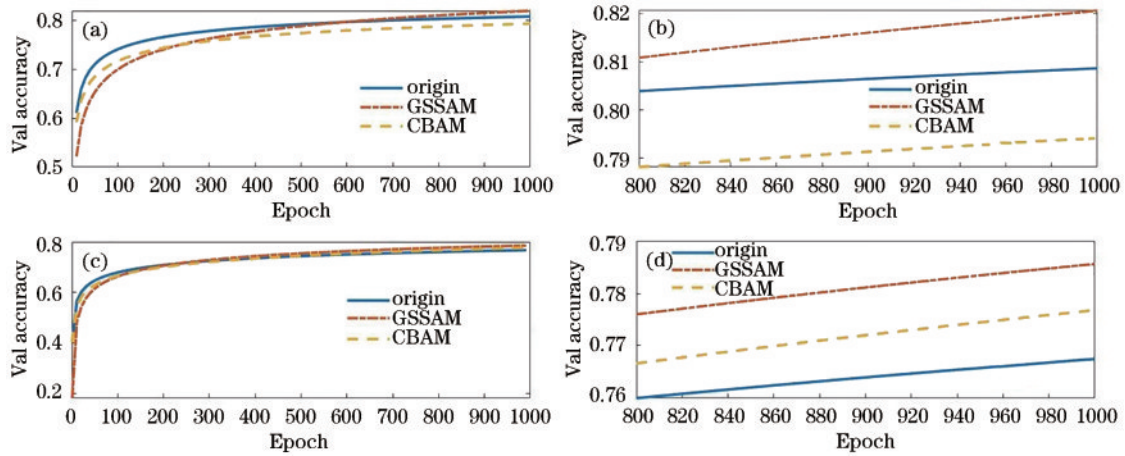 (a)
Val accuracy
0.8
0.7
0.6
0.5
origin
GSSAM
CBAM
0 100 200 300 400 500 600 700 800 900 1000
Epoch
(b)
Val accuracy
0.82
0.81
0.80
0.79
origin
GSSAM
CBAM
800 820 840 860 880 900 920 940 960 980 1000
Epoch
(c)
Val accuracy
0.8
0.6
0.4
0.2
origin
GSSAM
CBAM
0 100 200 300 400 500 600 700 800 900 1000
Epoch
(d)
Val accuracy
0.79
0.78
0.77
0.76
origin
GSSAM
CBAM
800 820 840 860 880 900 920 940 960 980 1000
Epoch